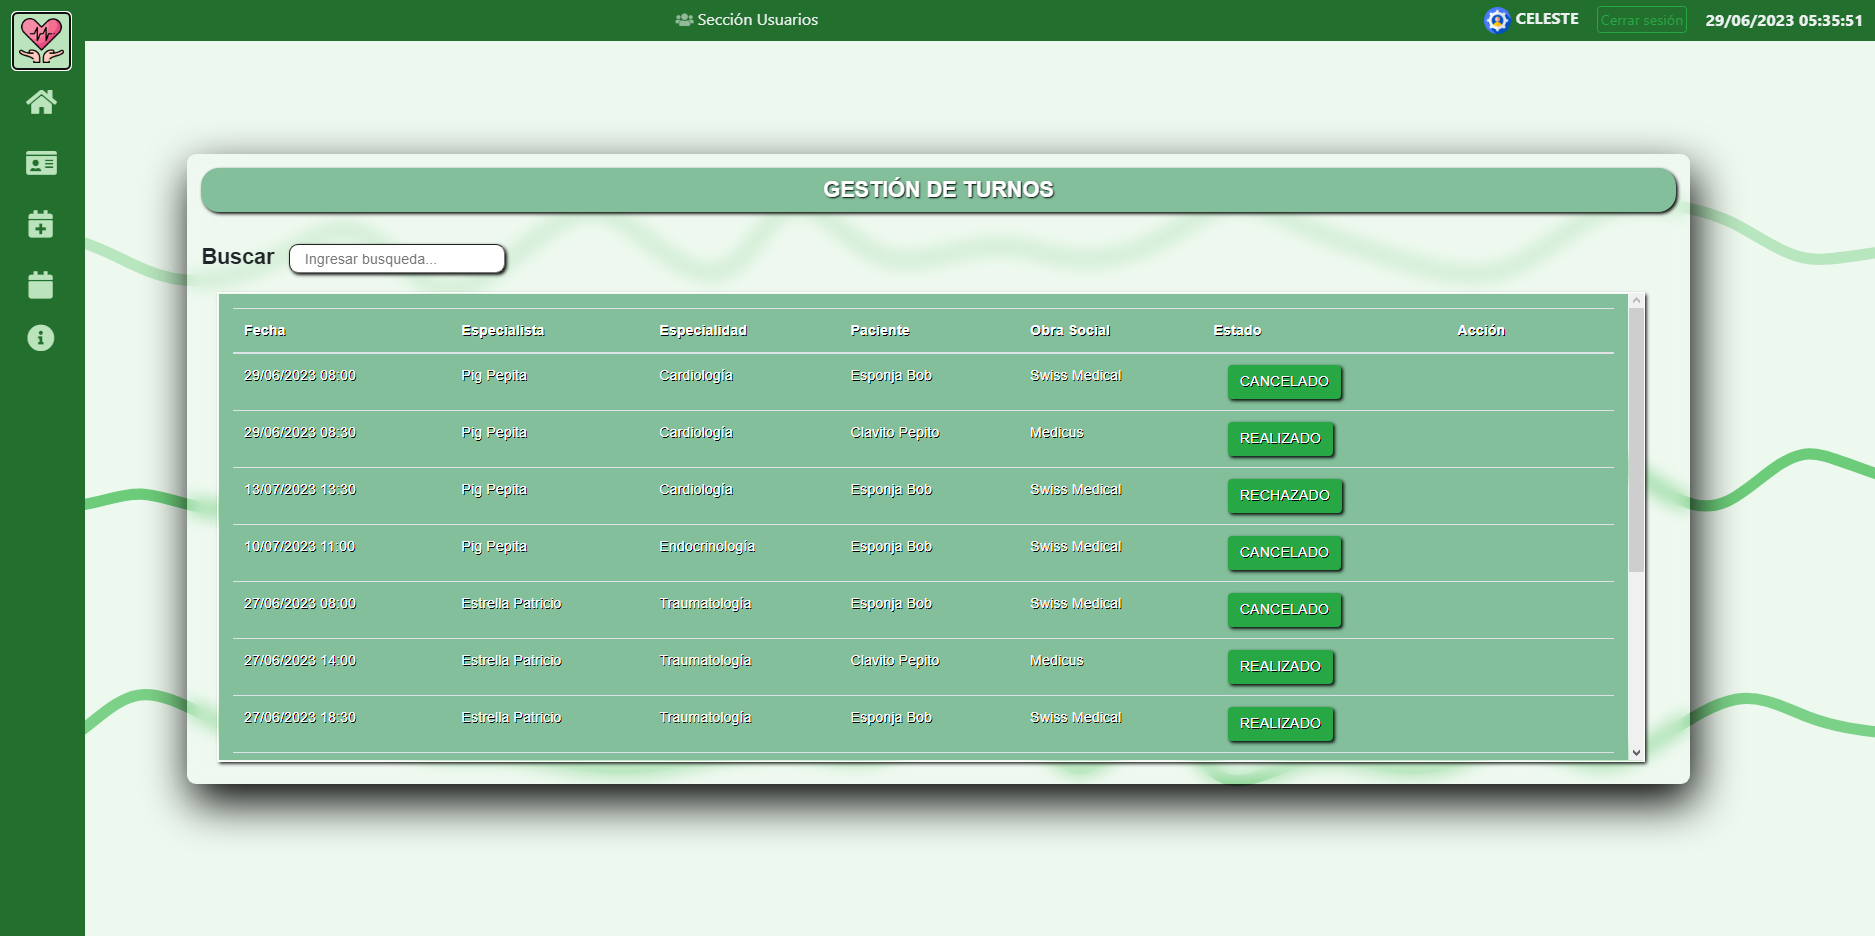 Sección Usuarios
CELESTE Cerrar sesión 29/06/2023 05:35:51
GESTIÓN DE TURNOS
Buscar Ingresar busqueda...
Fecha Especialista Especialidad Paciente Obra Social Estado Acción
29/06/2023 08:00 Pig Pepita Cardiología Esponja Bob Swiss Medical CANCELADO
29/06/2023 08:30 Pig Pepita Cardiología Clavito Pepito Medicus REALIZADO
13/07/2023 13:30 Pig Pepita Cardiología Esponja Bob Swiss Medical RECHAZADO
10/07/2023 11:00 Pig Pepita Endocrinología Esponja Bob Swiss Medical CANCELADO
27/06/2023 08:00 Estrella Patricio Traumatología Esponja Bob Swiss Medical CANCELADO
27/06/2023 14:00 Estrella Patricio Traumatología Clavito Pepito Medicus REALIZADO
27/06/2023 18:30 Estrella Patricio Traumatología Esponja Bob Swiss Medical REALIZADO